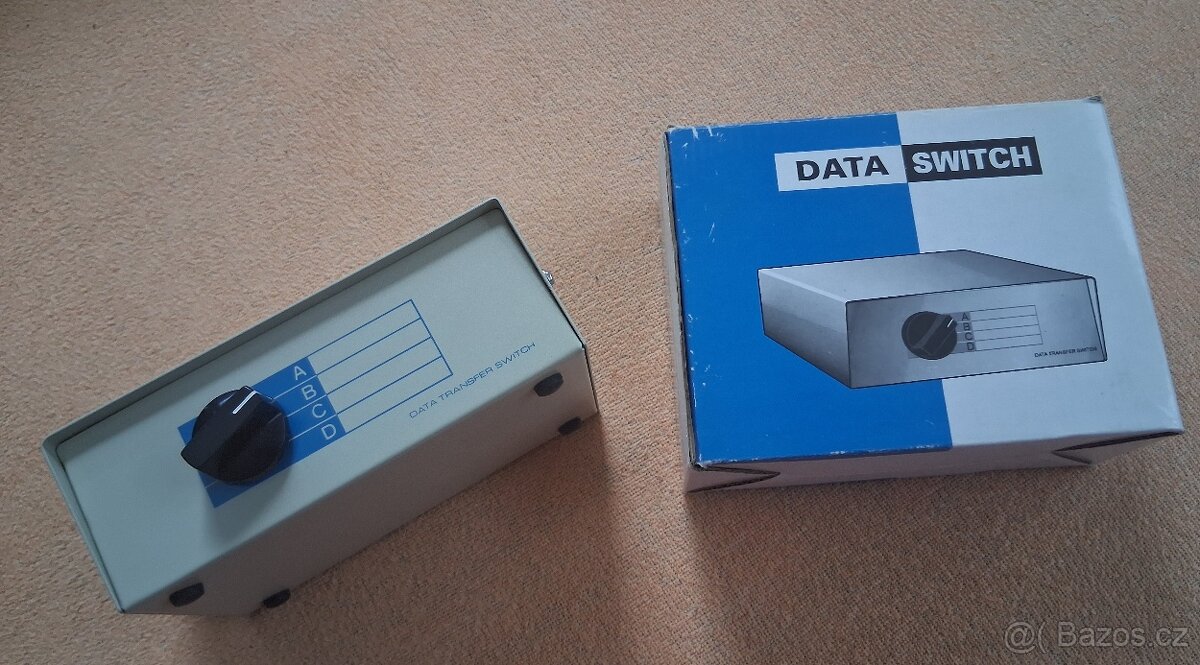 A
B
C
D
DATA TRANSFER SWITCH
DATA SWITCH
A
B
C
D
DATA TRANSFER SWITCH
@( Bazos.cz